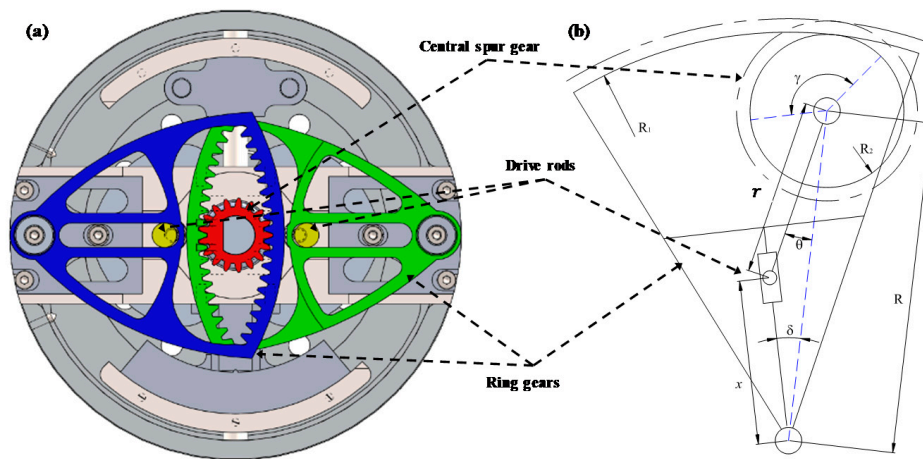 (a)
Central spur gear
(b)
γ
R₁
R₂
Drive rods
r
θ
R
δ
x
Ring gears
S